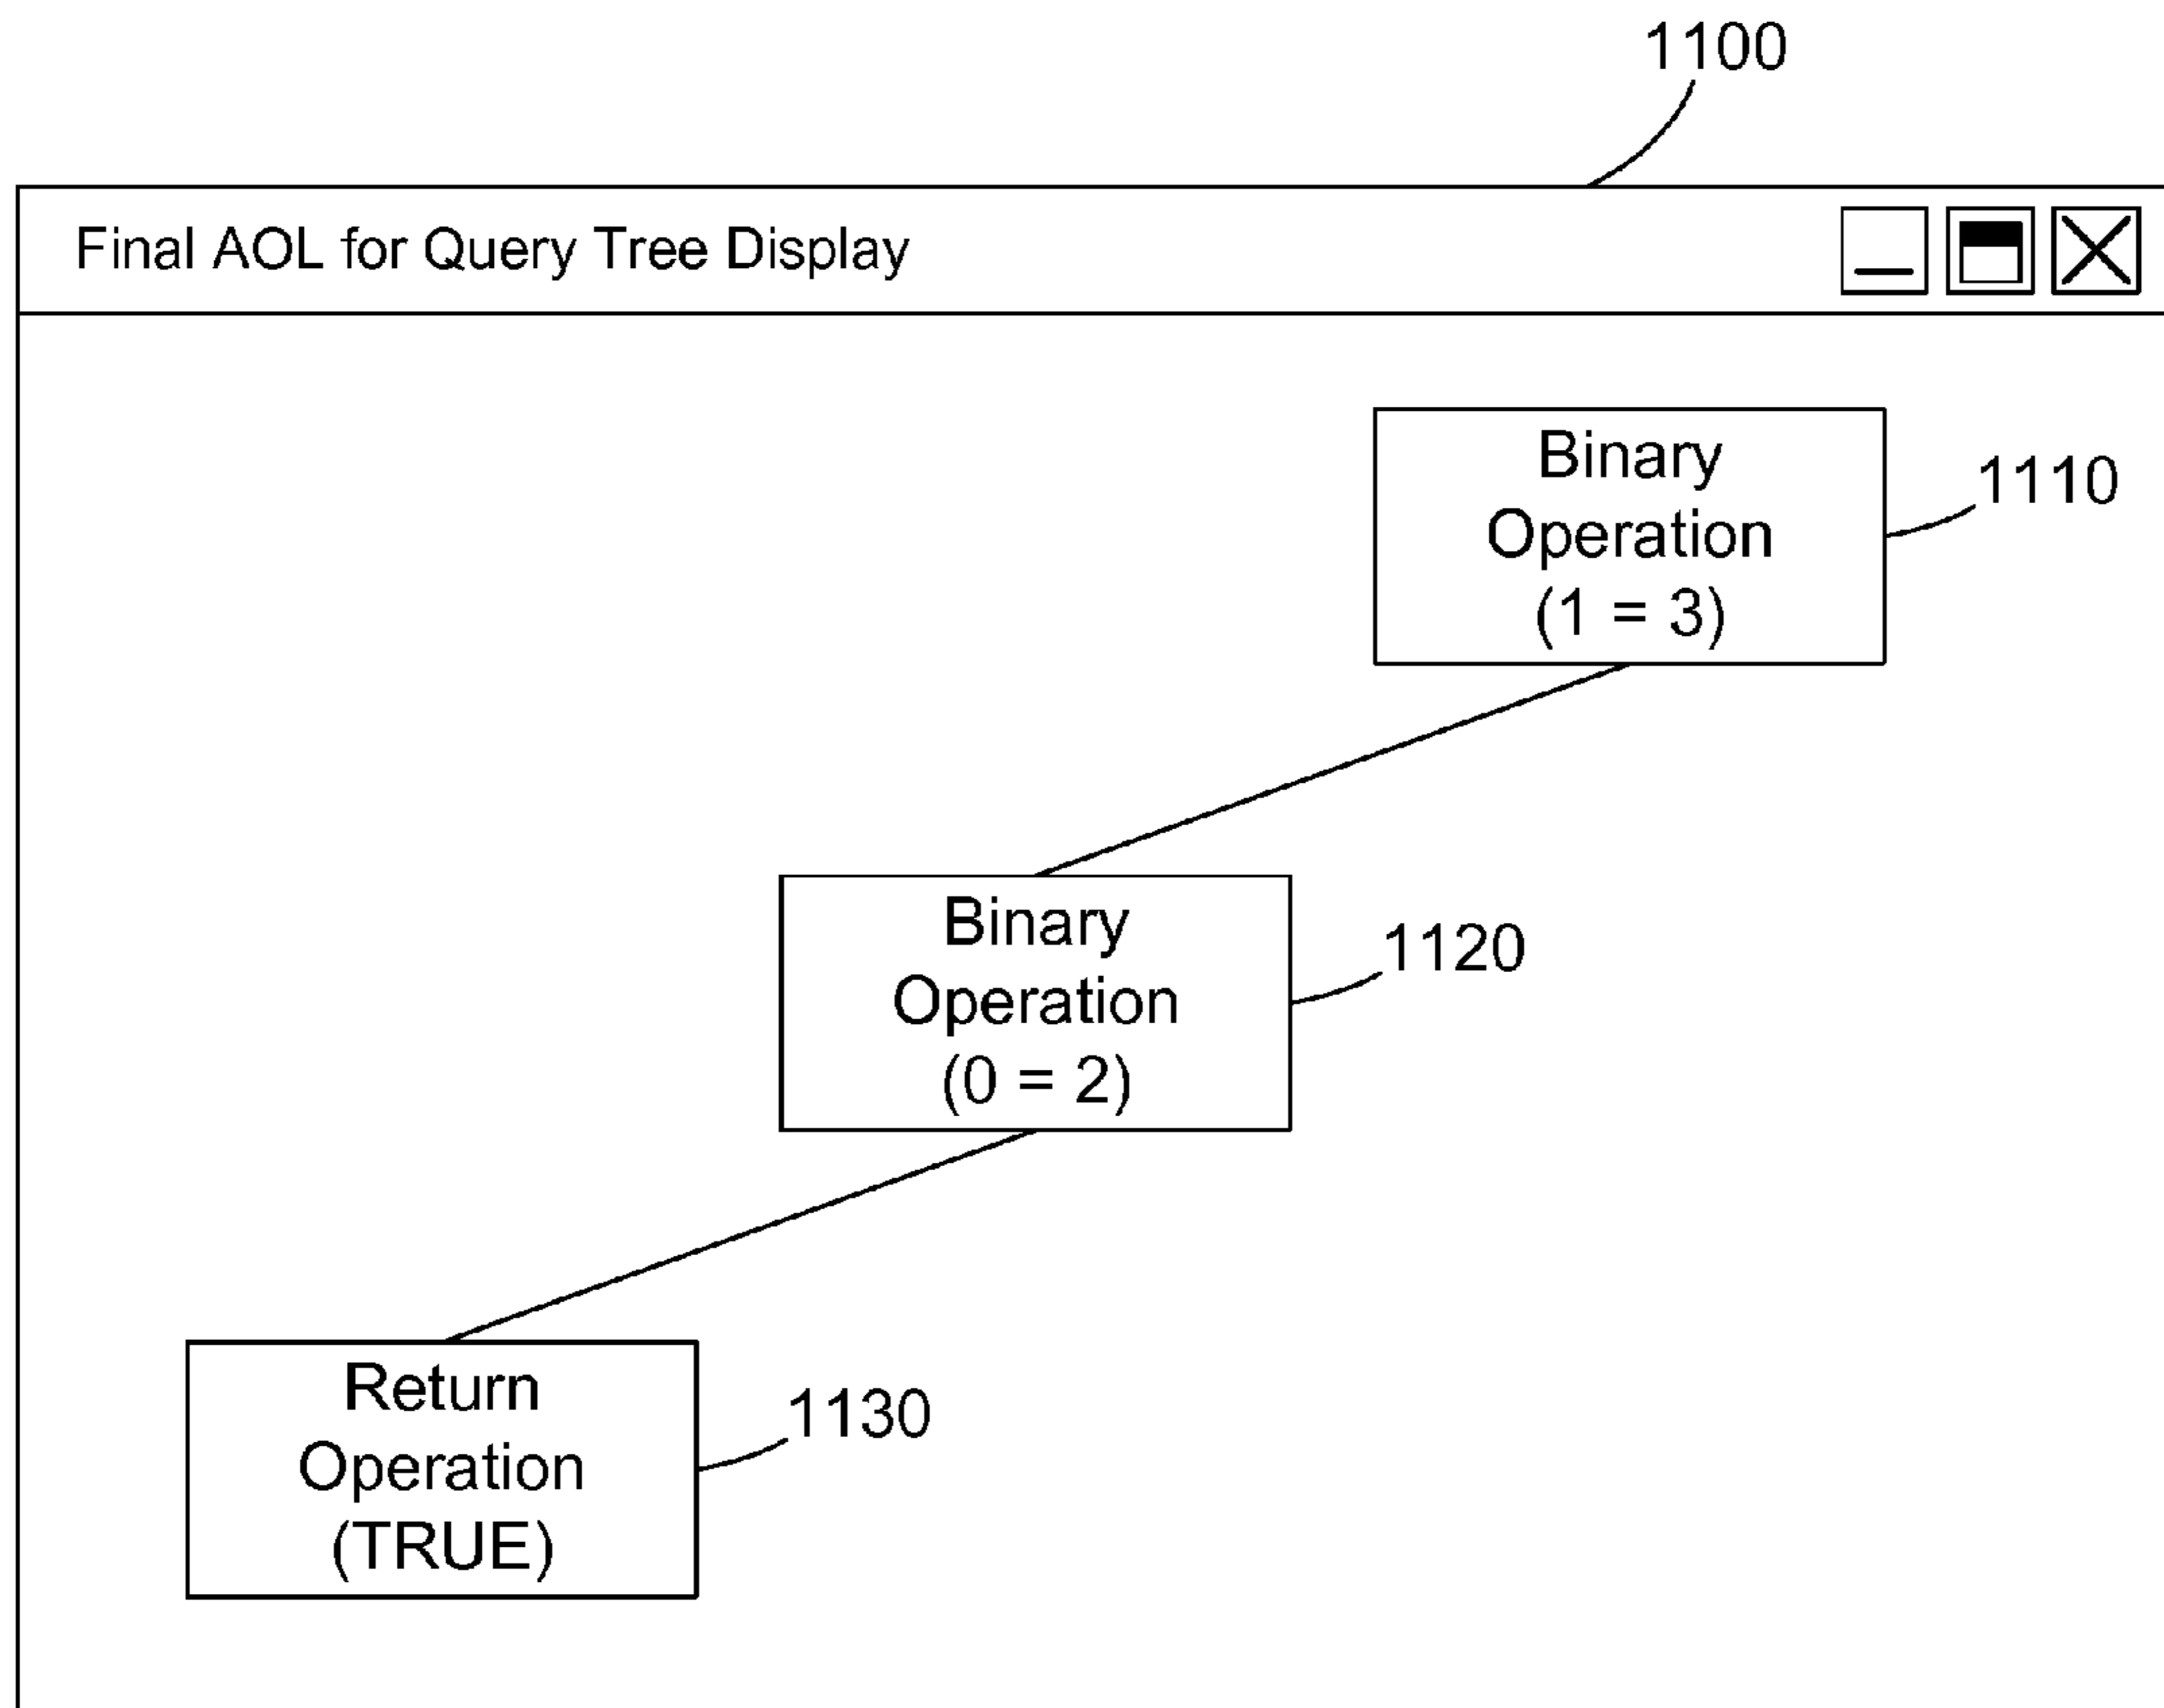 1100
Final AOL for Query Tree Display
Binary
Operation
(1 = 3)
1110
Binary
Operation
(0 = 2)
1120
Return
Operation
(TRUE)
1130